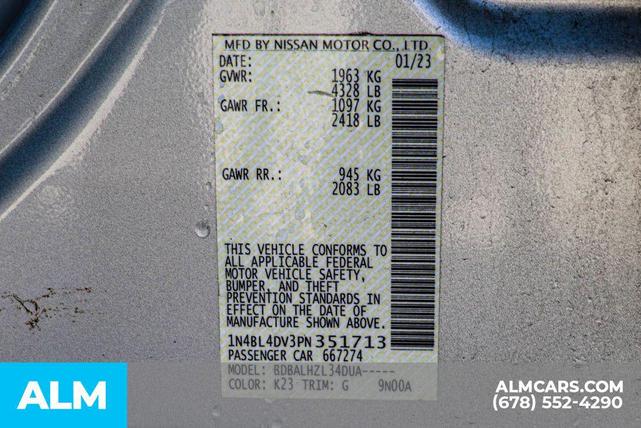 MFD BY NISSAN MOTOR CO., LTD.
DATE: 01/23
GVWR: 1963 KG
4328 LB
GAWR FR.: 1097 KG
2418 LB
GAWR RR.: 945 KG
2083 LB
THIS VEHICLE CONFORMS TO
ALL APPLICABLE FEDERAL
MOTOR VEHICLE SAFETY,
BUMPER, AND THEFT
PREVENTION STANDARDS IN
EFFECT ON THE DATE OF
MANUFACTURE SHOWN ABOVE.
1N4BL4DV3PN351713
PASSENGER CAR 667274
MODEL: BDBALHZL34DUA-----
COLOR: K23 TRIM: G 9N00A
ALM
ALMCARS.COM
(678) 552-4290